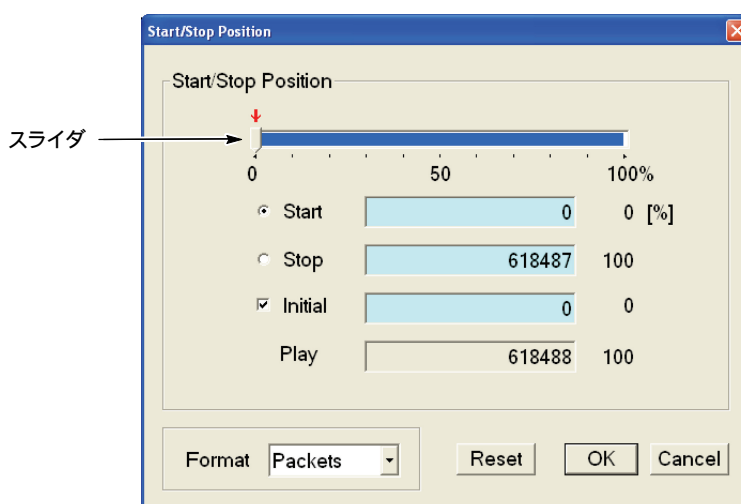 Start/Stop Position
Start/Stop Position
スライダ
0 50 100%
Start 0 0 [%]
Stop 618487 100
Initial 0 0
Play 618488 100
Format Packets Reset OK Cancel